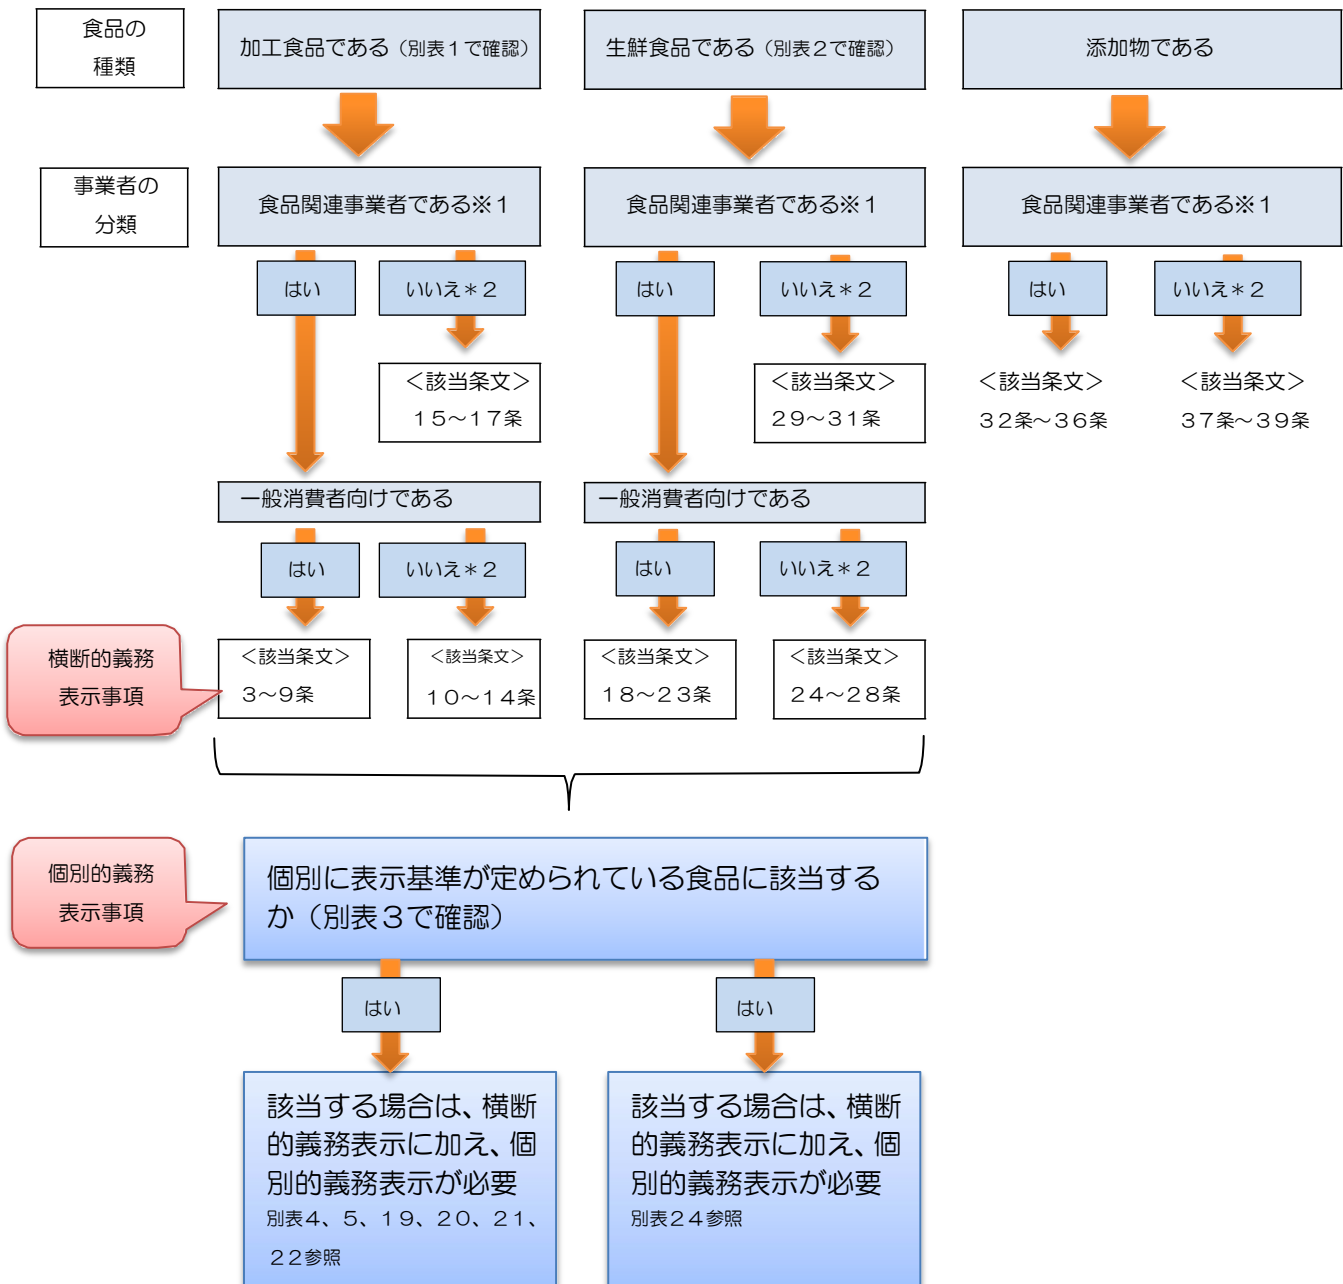 食品の
種類
加工食品である（別表１で確認）
生鮮食品である（別表２で確認）
添加物である
事業者の
分類
食品関連事業者である※１
食品関連事業者である※１
食品関連事業者である※１
はい
いいえ＊２
はい
いいえ＊２
はい
いいえ＊２
＜該当条文＞
１５～１７条
＜該当条文＞
２９～３１条
＜該当条文＞
３２条～３６条
＜該当条文＞
３７条～３９条
一般消費者向けである
一般消費者向けである
はい
いいえ＊２
はい
いいえ＊２
横断的義務
表示事項
＜該当条文＞
３～９条
＜該当条文＞
１０～１４条
＜該当条文＞
１８～２３条
＜該当条文＞
２４～２８条
個別的義務
表示事項
個別に表示基準が定められている食品に該当する
か（別表３で確認）
はい
はい
該当する場合は、横断
的義務表示に加え、個
別的義務表示が必要
別表４、５、１９、２０、２１、
２２参照
該当する場合は、横断
的義務表示に加え、個
別的義務表示が必要
別表２４参照